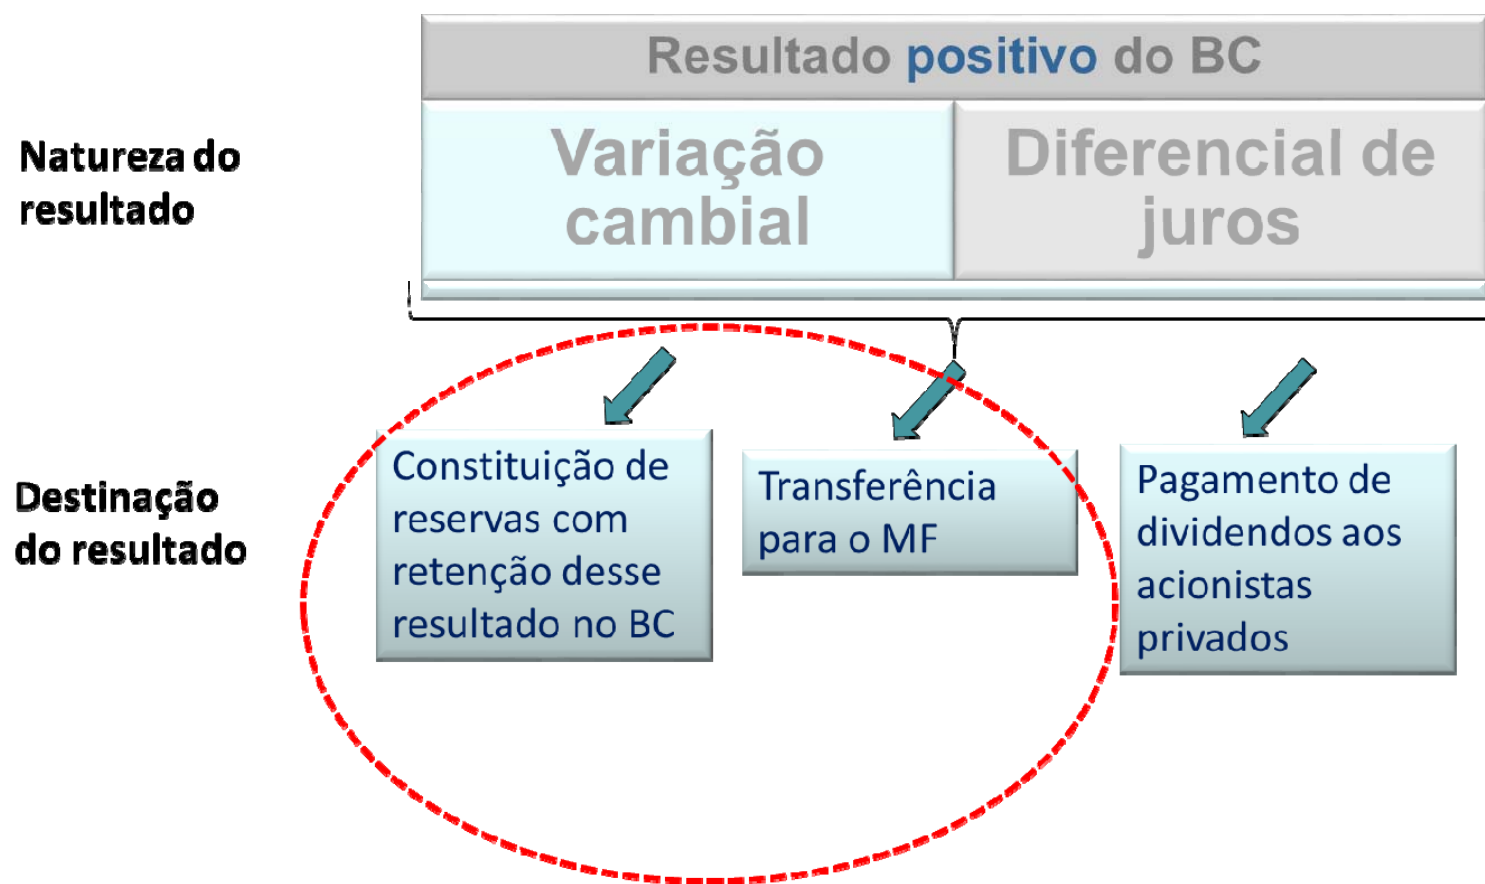 Resultado positivo do BC
Natureza do
resultado
Variação
cambial
Diferencial de
juros
Destinação
do resultado
Constituição de
reservas com
retenção desse
resultado no BC
Transferência
para o MF
Pagamento de
dividendos aos
acionistas
privados